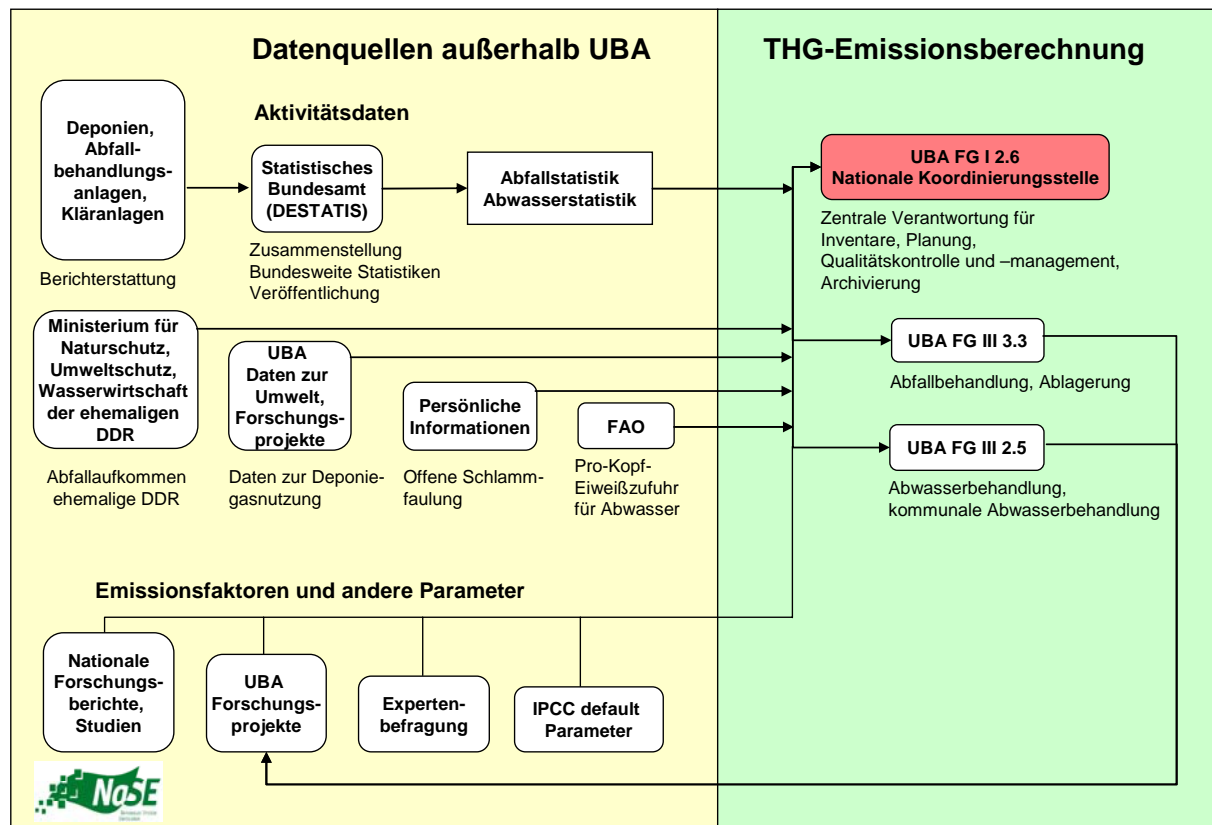 Datenquellen außerhalb UBA
THG-Emissionsberechnung
Aktivitätsdaten
Deponien,
Abfall-
behandlungs-
anlagen,
Kläranlagen
Berichterstattung
Statistisches
Bundesamt
(DESTATIS)
Zusammenstellung
Bundesweite Statistiken
Veröffentlichung
Abfallstatistik
Abwasserstatistik
UBA FG I 2.6
Nationale Koordinierungsstelle
Zentrale Verantwortung für
Inventare, Planung,
Qualitätskontrolle und –management,
Archivierung
Ministerium für
Naturschutz,
Umweltschutz,
Wasserwirtschaft
der ehemaligen
DDR
Abfallaufkommen
ehemalige DDR
UBA
Daten zur
Umwelt,
Forschungs-
projekte
Daten zur Deponie-
gasnutzung
Persönliche
Informationen
Offene Schlamm-
faulung
FAO
Pro-Kopf-
Eiweißzufuhr
für Abwasser
UBA FG III 3.3
Abfallbehandlung, Ablagerung
UBA FG III 2.5
Abwasserbehandlung,
kommunale Abwasserbehandlung
Emissionsfaktoren und andere Parameter
Nationale
Forschungs-
berichte,
Studien
UBA
Forschungs-
projekte
Experten-
befragung
IPCC default
Parameter
NaSE